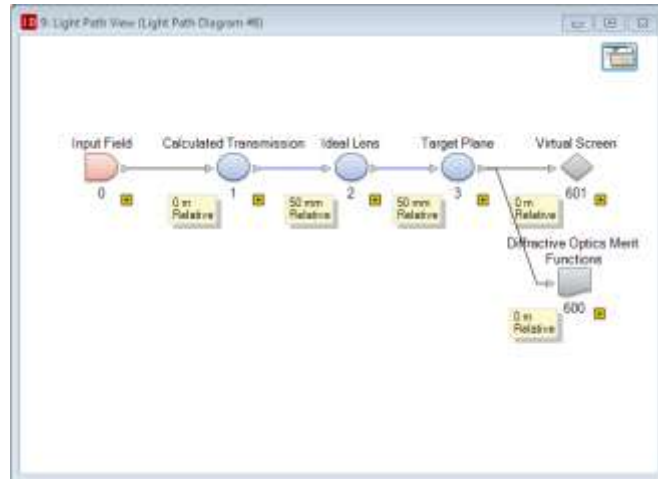 9: Light Path View (Light Path Diagram #8)
Input Field
Calculated Transmission
Ideal Lens
Target Plane
Virtual Screen
0
1
2
3
601
0 m
Relative
50 mm
Relative
50 mm
Relative
0 m
Relative
Diffractive Optics Merit
Functions
600
0 m
Relative